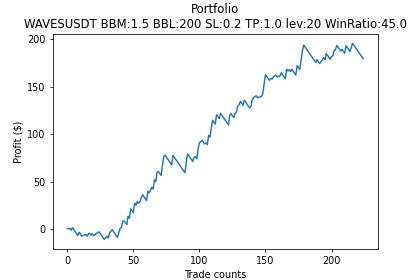 Portfolio
WAVESUSDT BBM:1.5 BBL:200 SL:0.2 TP:1.0 lev:20 WinRatio:45.0
200
150
100
50
0
Profit ($)
0 50 100 150 200
Trade counts